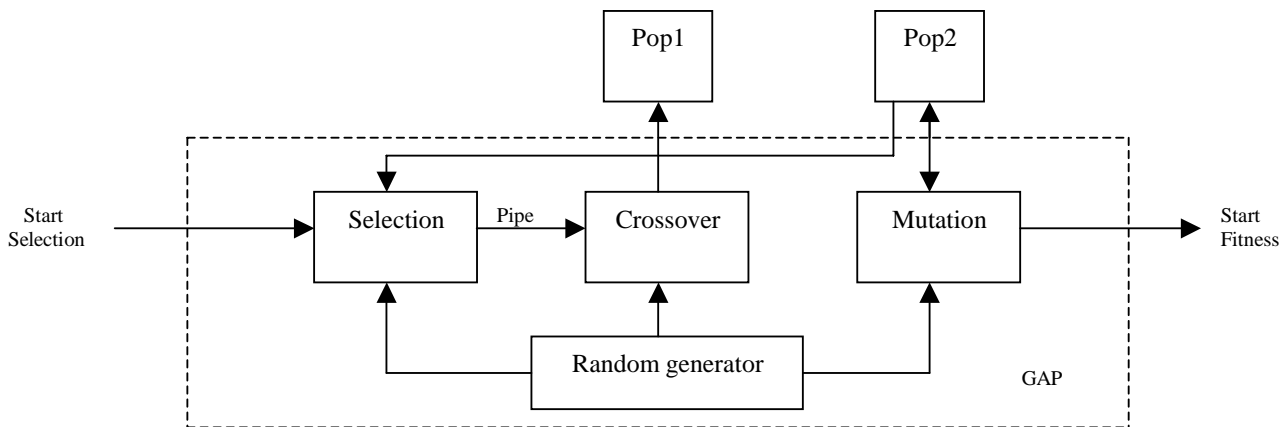 Pop1
Pop2
Start
Selection
Selection
Pipe
Crossover
Mutation
Start
Fitness
Random generator
GAP